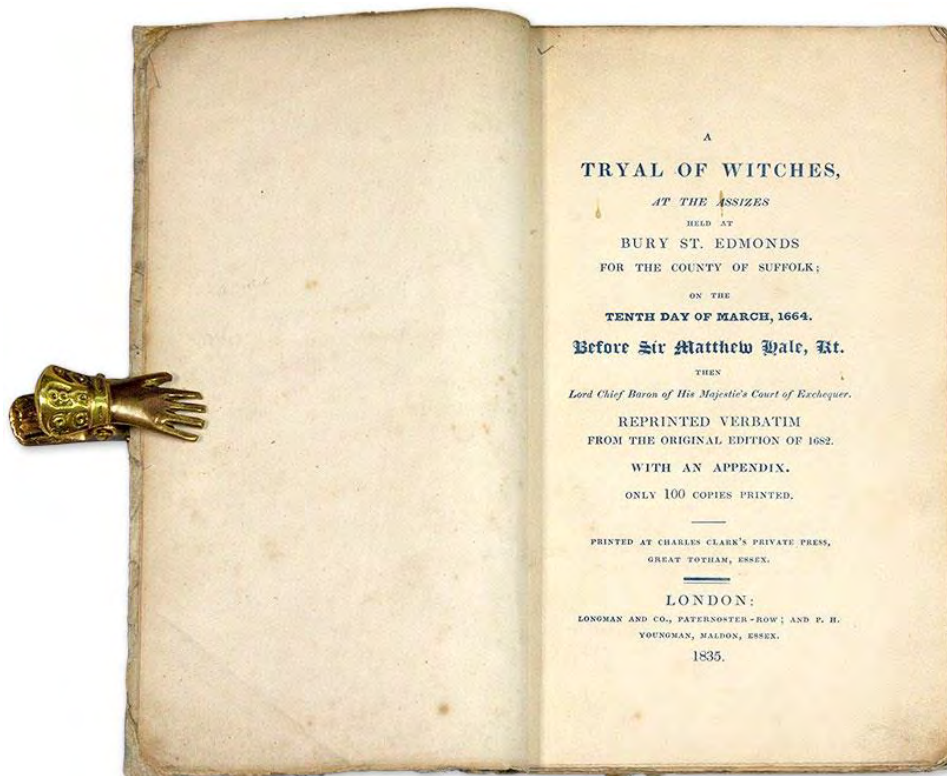 A
TRYAL OF WITCHES,
AT THE ASSIZES
HELD AT
BURY ST. EDMONDS
FOR THE COUNTY OF SUFFOLK;
ON THE
TENTH DAY OF MARCH, 1664.
Before Sir Matthew Hale, Kt.
THEN
Lord Chief Baron of His Majestie's Court of Exchequer.
REPRINTED VERBATIM
FROM THE ORIGINAL EDITION OF 1682.
WITH AN APPENDIX.
ONLY 100 COPIES PRINTED.
PRINTED AT CHARLES CLARK'S PRIVATE PRESS,
GREAT TOTHAM, ESSEX.
LONDON:
LONGMAN AND CO., PATERNOSTER-ROW; AND P. H.
YOUNGMAN, MALDON, ESSEX.
1835.